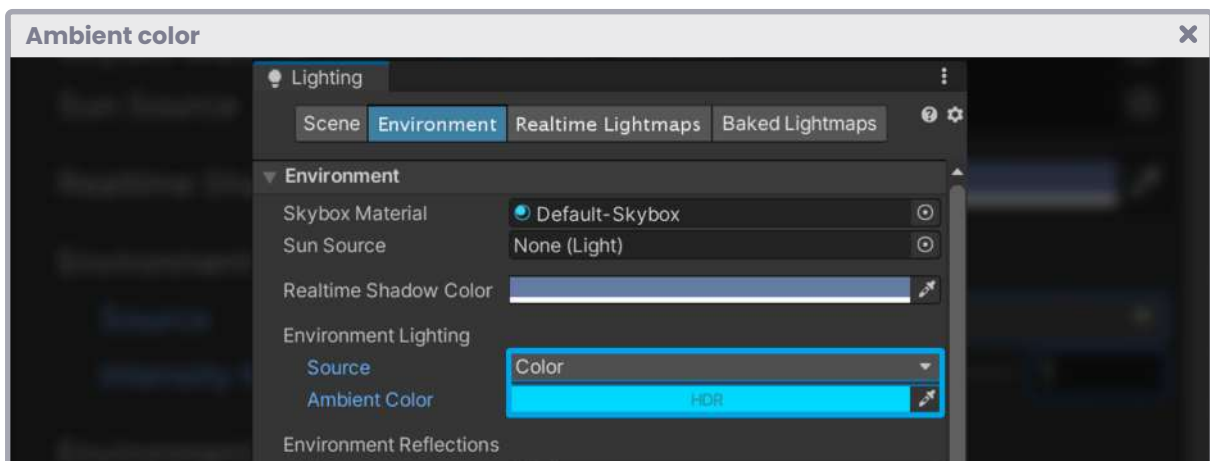 Ambient color
Lighting
Scene Environment Realtime Lightmaps Baked Lightmaps
Environment
Skybox Material Default-Skybox
Sun Source None (Light)
Realtime Shadow Color
Environment Lighting
Source Color
Ambient Color HDR
Environment Reflections